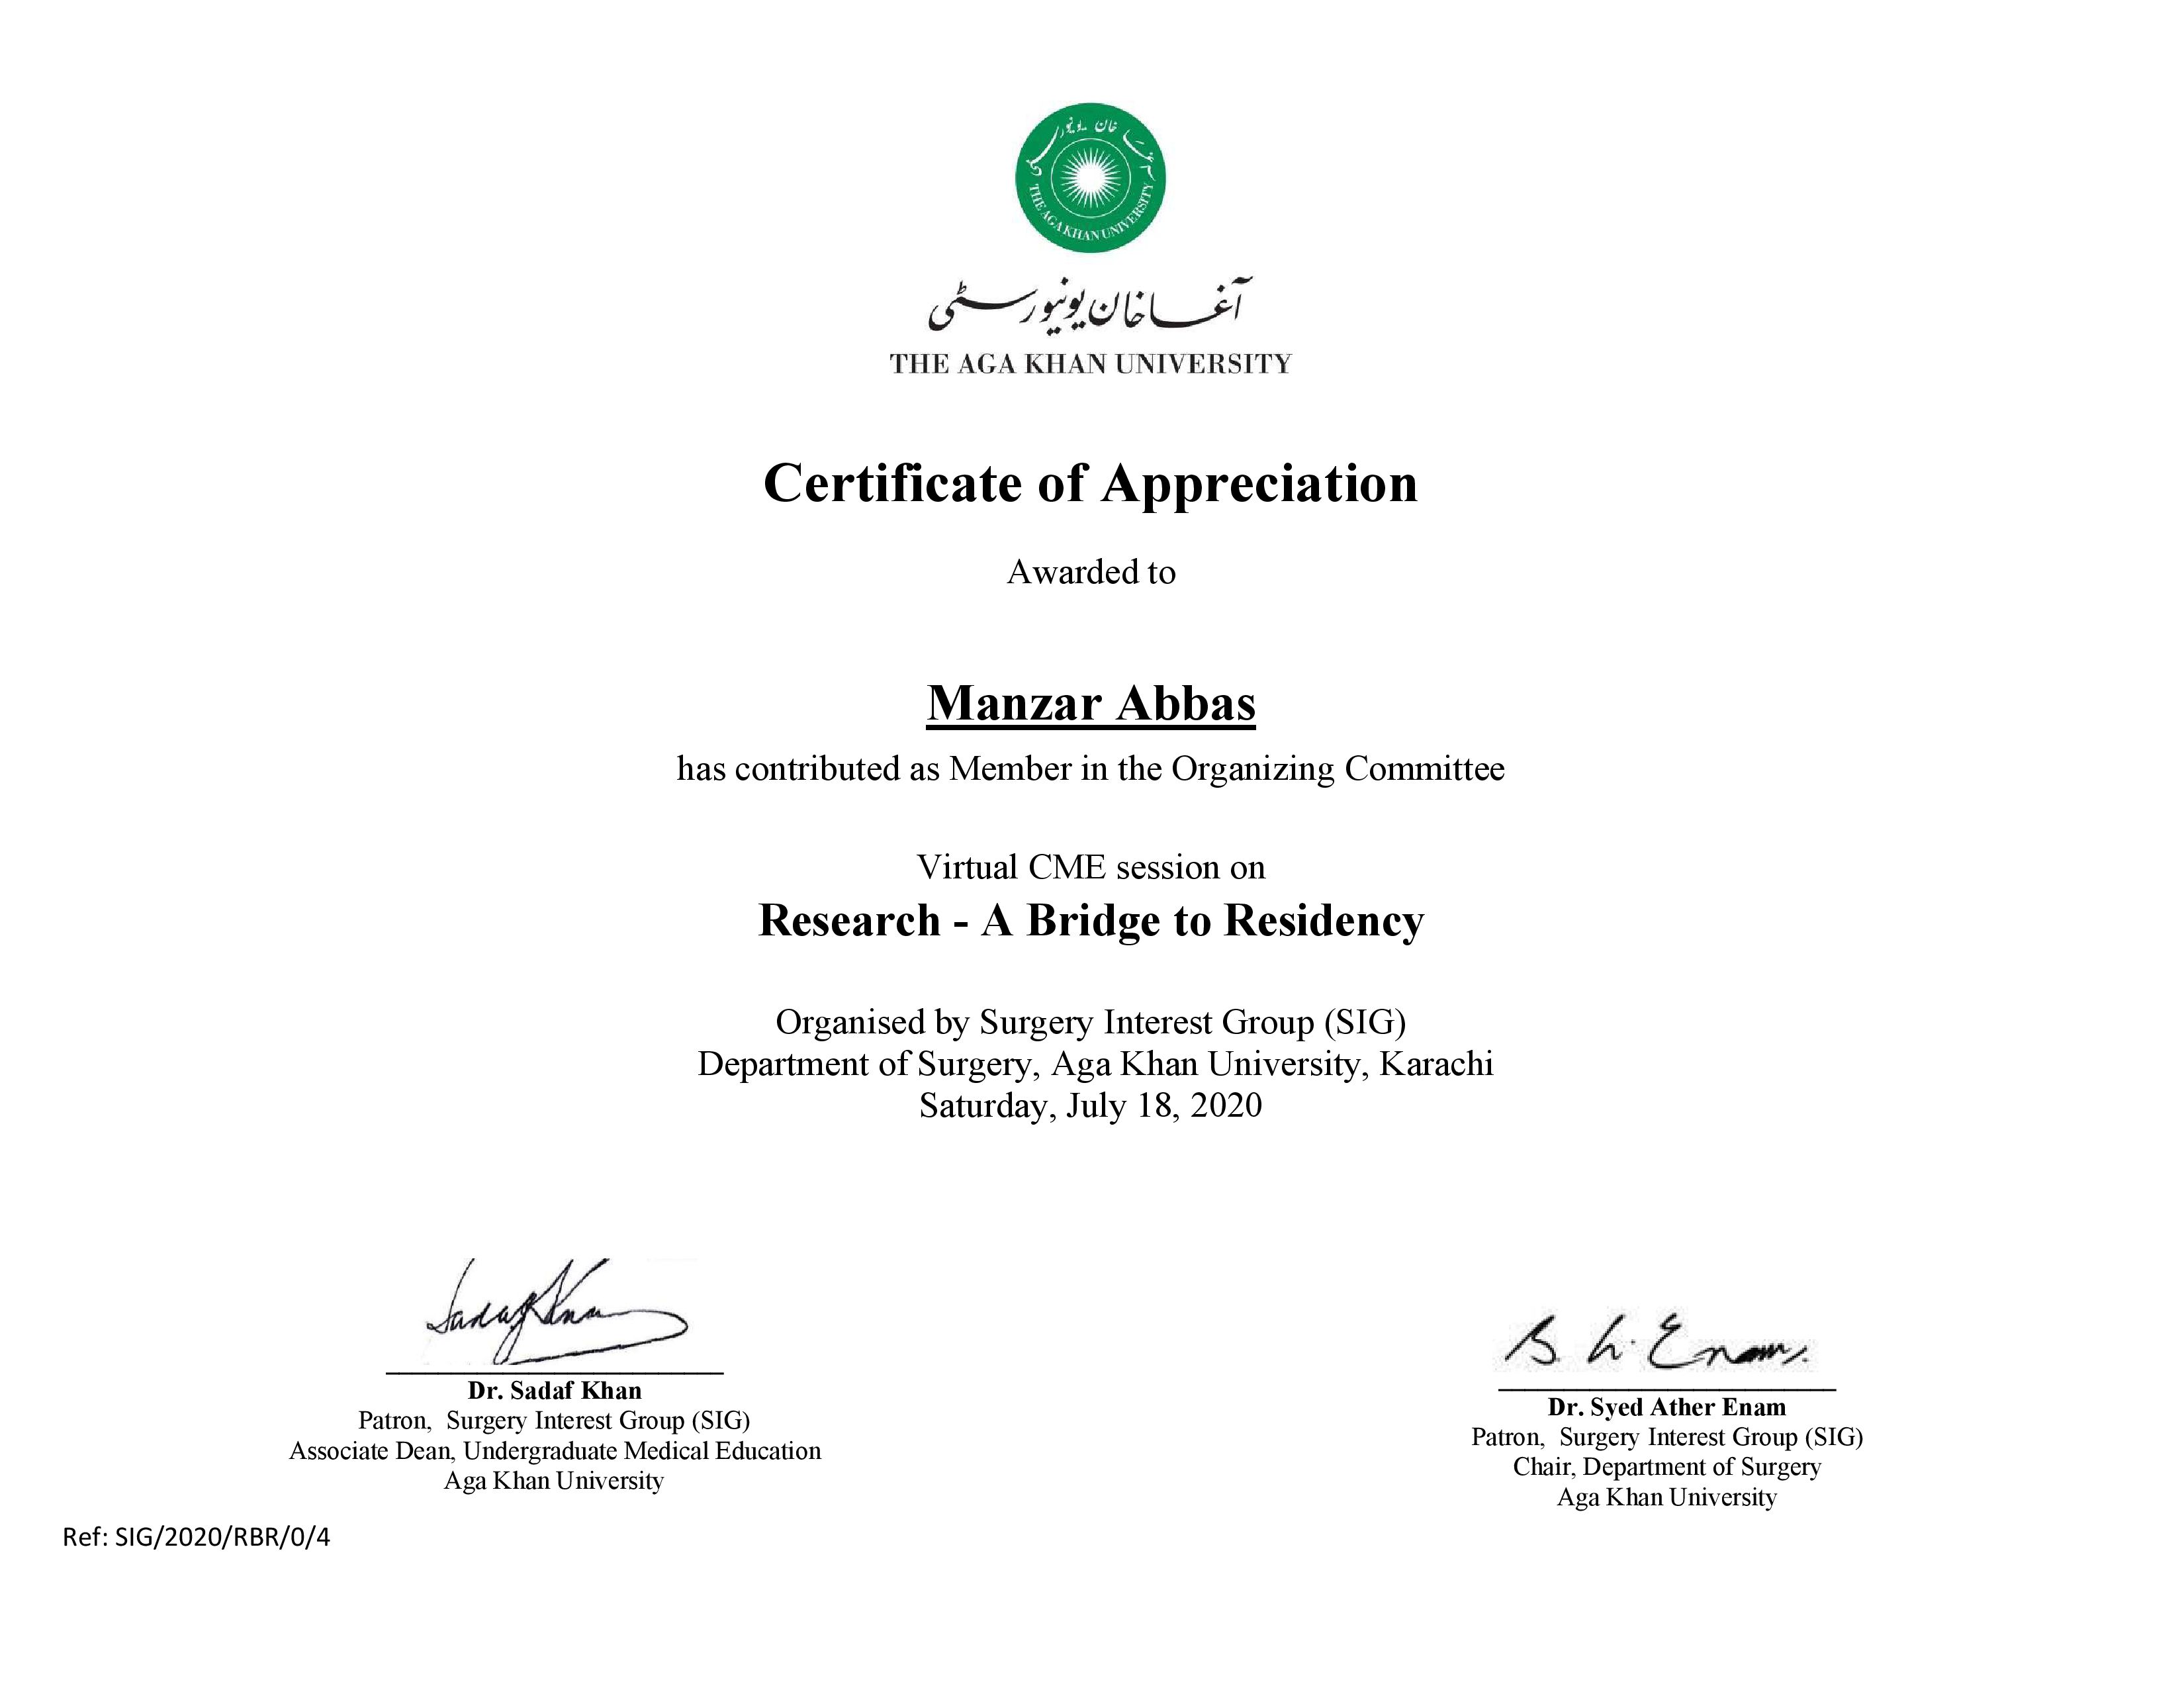 آغا خان یونیورسٹی
THE AGA KHAN UNIVERSITY
آغا خان یونیورسٹی
THE AGA KHAN UNIVERSITY
Certificate of Appreciation
Awarded to
Manzar Abbas
has contributed as Member in the Organizing Committee
Virtual CME session on
Research - A Bridge to Residency
Organised by Surgery Interest Group (SIG)
Department of Surgery, Aga Khan University, Karachi
Saturday, July 18, 2020
Sadaf Khan
Dr. Sadaf Khan
Patron, Surgery Interest Group (SIG)
Associate Dean, Undergraduate Medical Education
Aga Khan University
Enam
Dr. Syed Ather Enam
Patron, Surgery Interest Group (SIG)
Chair, Department of Surgery
Aga Khan University
Ref: SIG/2020/RBR/0/4